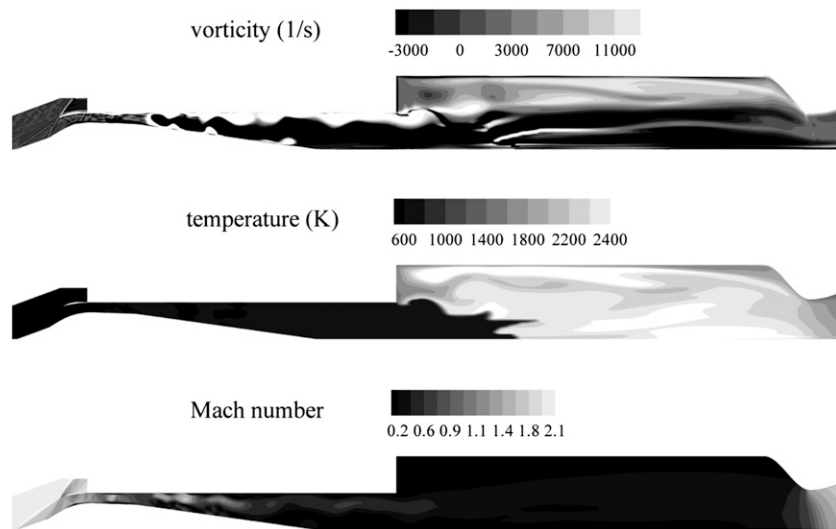 vorticity (1/s)
-3000 0 3000 7000 11000
temperature (K)
600 1000 1400 1800 2200 2400
Mach number
0.2 0.6 0.9 1.1 1.4 1.8 2.1